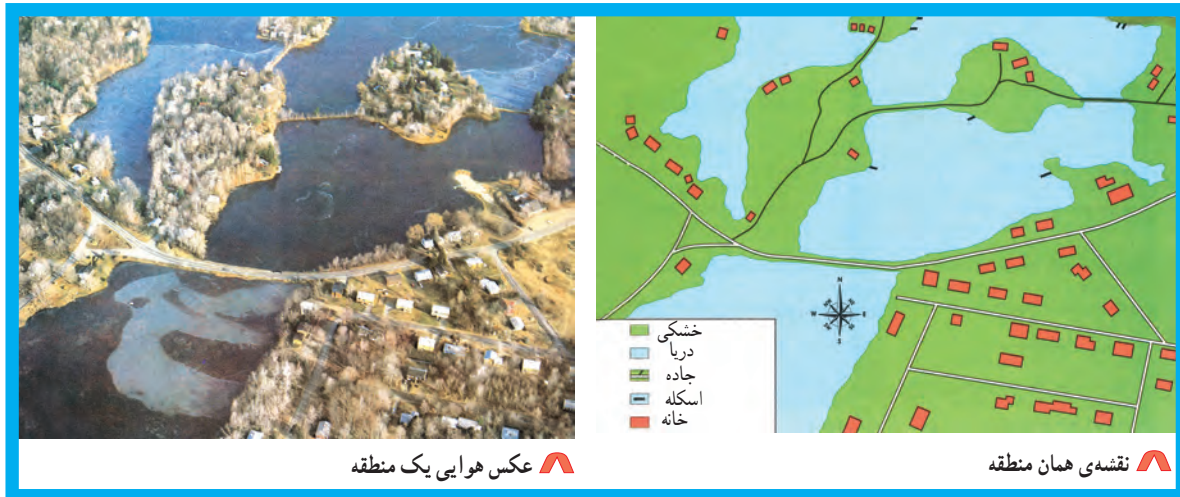 خشکی
دریا
جاده
اسکله
خانه
N
W
E
S
نقشه‌ی همان منطقه
عکس هوایی یک منطقه